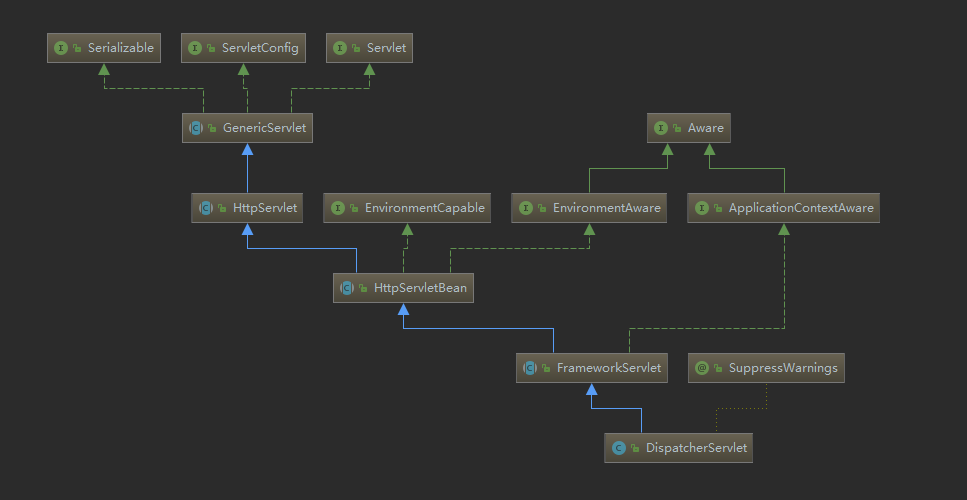 I Serializable
I ServletConfig
I Servlet
C GenericServlet
I Aware
C HttpServlet
I EnvironmentCapable
I EnvironmentAware
I ApplicationContextAware
C HttpServletBean
C FrameworkServlet
@ SuppressWarnings
C DispatcherServlet